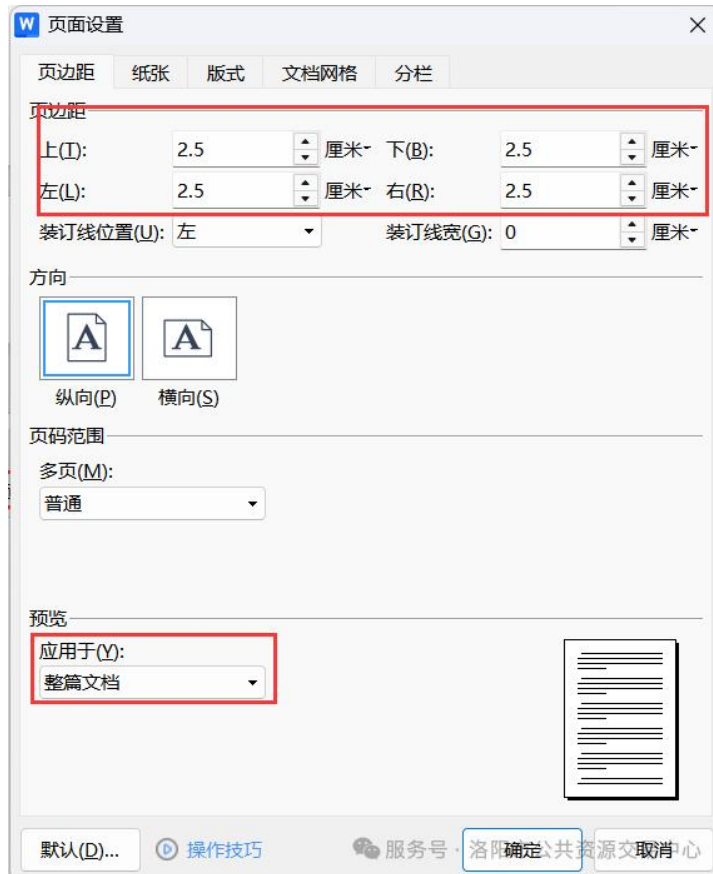 W 页面设置
页边距 纸张 版式 文档网格 分栏
页边距
上(T): 2.5 厘米 下(B): 2.5 厘米
左(L): 2.5 厘米 右(R): 2.5 厘米
装订线位置(U): 左 装订线宽(G): 0 厘米
方向
A A
纵向(P) 横向(S)
页码范围
多页(M):
普通
预览
应用于(Y):
整篇文档
默认(D)... 操作技巧 确定 取消
服务号 · 洛阳 公共资源交 中心